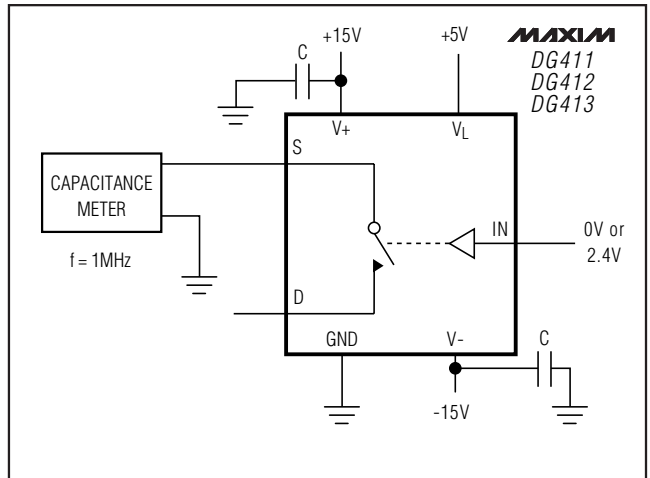 MAXIM
DG411
DG412
DG413
+15V
+5V
C
V+
VL
S
CAPACITANCE
METER
f = 1MHz
IN
0V or
2.4V
D
GND
V-
C
-15V